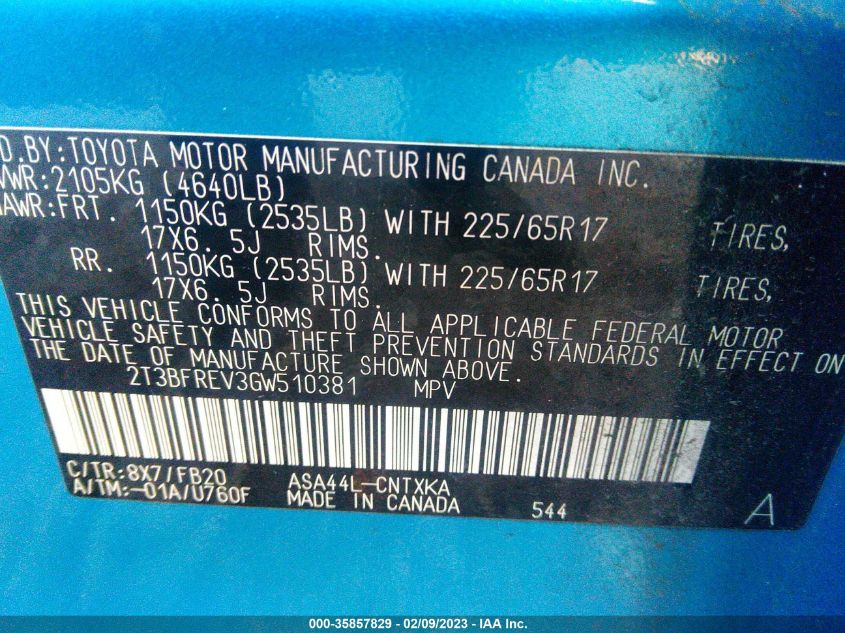 D.BY:TOYOTA MOTOR MANUFACTURING CANADA INC.
VWR:2105KG (4640LB)
AWR:FRT. 1150KG (2535LB) WITH 225/65R17 TIRES,
17X6.5J RIMS.
RR. 1150KG (2535LB) WITH 225/65R17 TIRES,
17X6.5J RIMS.
THIS VEHICLE CONFORMS TO ALL APPLICABLE FEDERAL MOTOR
VEHICLE SAFETY AND THEFT PREVENTION STANDARDS IN EFFECT ON
THE DATE OF MANUFACTURE SHOWN ABOVE.
2T3BFREV3GW510381 MPV
C/TR:8X7/FB20 ASA44L-CNTXKA
A/TM:-01A/U760F MADE IN CANADA 544 A
000-35857829 - 02/09/2023 - IAA Inc.